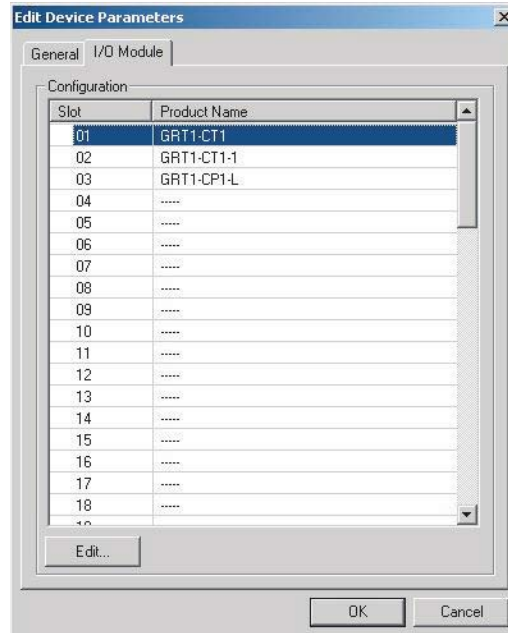 Edit Device Parameters
General I/O Module
Configuration
Slot Product Name
01 GRT1-CT1
02 GRT1-CT1-1
03 GRT1-CP1-L
04 -----
05 -----
06 -----
07 -----
08 -----
09 -----
10 -----
11 -----
12 -----
13 -----
14 -----
15 -----
16 -----
17 -----
18 -----
Edit...
OK Cancel